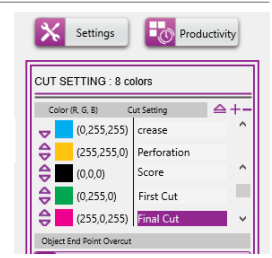 Settings
Productivity
CUT SETTING : 8 colors
Color (R, G, B) Cut Setting
(0,255,255) crease
(255,255,0) Perforation
(0,0,0) Score
(0,255,0) First Cut
(255,0,255) Final Cut
Object End Point Overcut